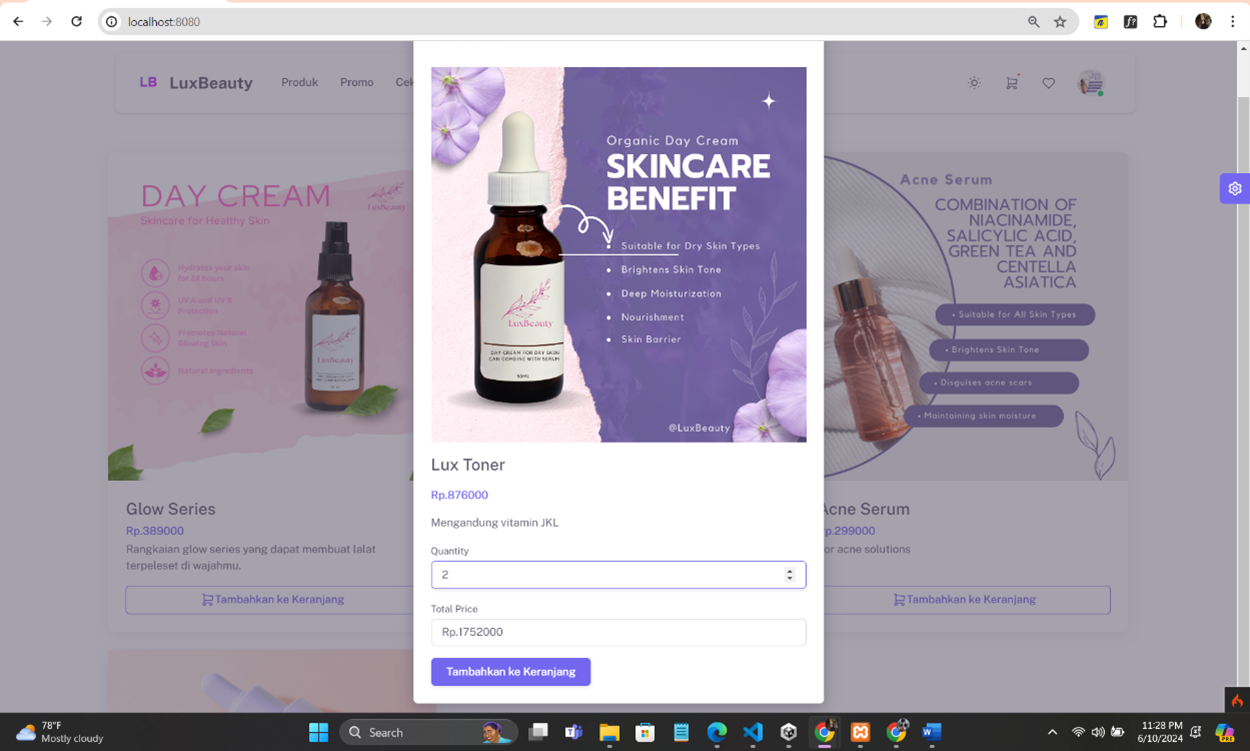 localhost:8080
LB LuxBeauty Produk Promo Cek
DAY CREAM
Skincare for Healthy Skin
LuxBeauty
Hydrates your skin
for 24 hours
UV A and UV B
Protection
Promotes Natural
Glowing Skin
Natural Ingredients
LuxBeauty
Glow Series
Rp.389000
Rangkaian glow series yang dapat membuat lalat
terpeleset di wajahmu.
Tambahkan ke Keranjang
Organic Day Cream
SKINCARE
BENEFIT
• Suitable for Dry Skin Types
• Brightens Skin Tone
• Deep Moisturization
• Nourishment
• Skin Barrier
LuxBeauty
DAY CREAM FOR DRY SKIN
CAN COMBINE WITH SERUM
50ML
@LuxBeauty
Lux Toner
Rp.876000
Mengandung vitamin JKL
Quantity
2
Total Price
Rp.1752000
Tambahkan ke Keranjang
Acne Serum
COMBINATION OF
NIACINAMIDE,
SALICYLIC ACID,
GREEN TEA AND
CENTELLA
ASIATICA
• Suitable for All Skin Types
• Brightens Skin Tone
• Disguises acne scars
• Maintaining skin moisture
Acne Serum
p.299000
or acne solutions
Tambahkan ke Keranjang
78°F
Mostly cloudy
Search
11:28 PM
6/10/2024